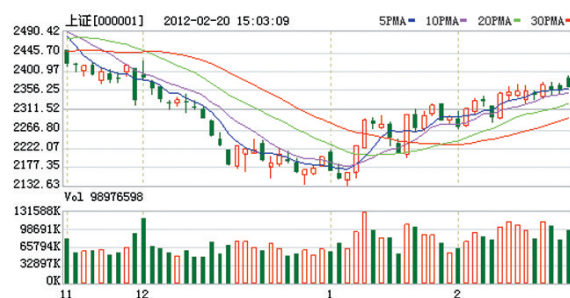 上证[000001] 2012-02-20 15:03:09 5PMA 10PMA 20PMA 30PMA
2490.42
2445.70
2400.97
2356.25
2311.52
2266.80
2222.07
2177.35
2132.63
Vol 98976598
131588K
98691K
65794K
32897K
0K
11 12 1 2